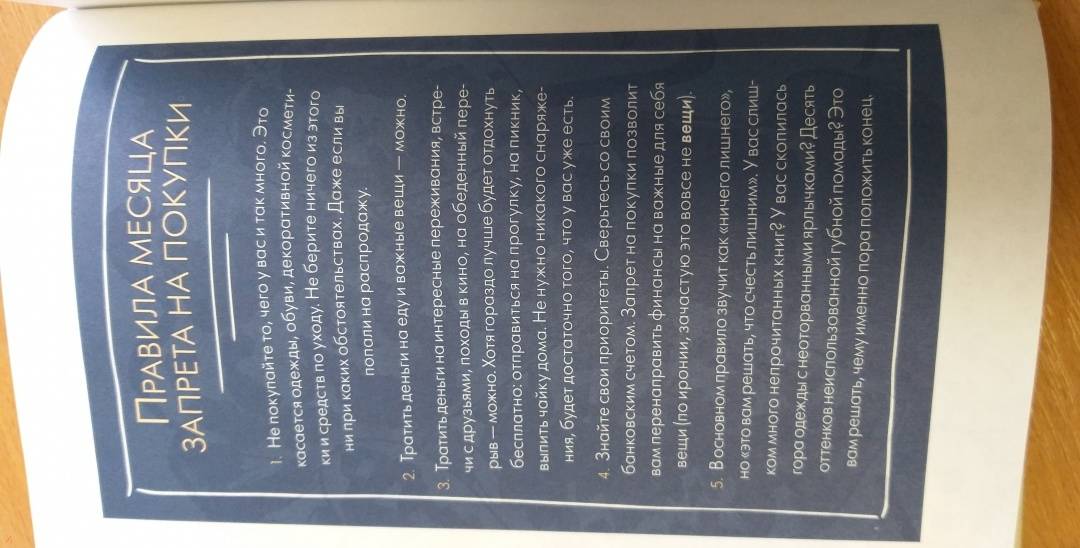 ПРАВИЛА МЕСЯЦА
ЗАПРЕТА НА ПОКУПКИ
1. Не покупайте то, чего у вас и так много. Это
касается одежды, обуви, декоративной космети-
ки и средств по уходу. Не берите ничего из этого
ни при каких обстоятельствах. Даже если вы
попали на распродажу.
2. Тратить деньги на еду и важные вещи — можно.
3. Тратить деньги на интересные переживания, встре-
чи с друзьями, походы в кино, на обеденный пере-
рыв — можно. Хотя гораздо лучше будет отдохнуть
бесплатно: отправиться на прогулку, на пикник,
выпить чайку дома. Не нужно никакого снаряже-
ния, будет достаточно того, что у вас уже есть.
4. Знайте свои приоритеты. Сверьтесь со своим
банковским счетом. Запрет на покупки позволит
вам перенаправить финансы на важные для себя
вещи (по иронии, зачастую это вовсе не вещи).
5. В основном правило звучит как «ничего лишнего»,
но «это вам решать, что счесть лишним». У вас слиш-
ком много непрочитанных книг? У вас скопилась
гора одежды с неоторванными ярлычками? Десять
оттенков неиспользованной губной помады? Это
вам решать, чему именно пора положить конец.